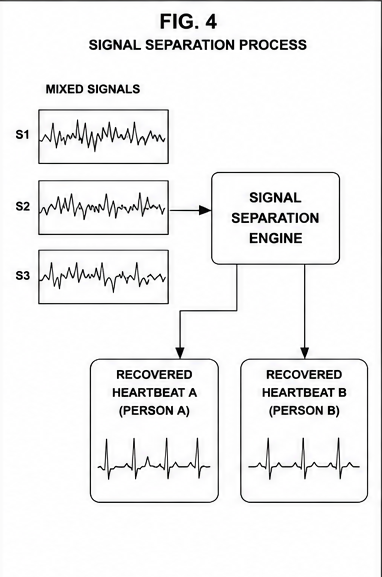 FIG. 4
SIGNAL SEPARATION PROCESS
MIXED SIGNALS
S1
S2
S3
SIGNAL
SEPARATION
ENGINE
RECOVERED
HEARTBEAT A
(PERSON A)
RECOVERED
HEARTBEAT B
(PERSON B)